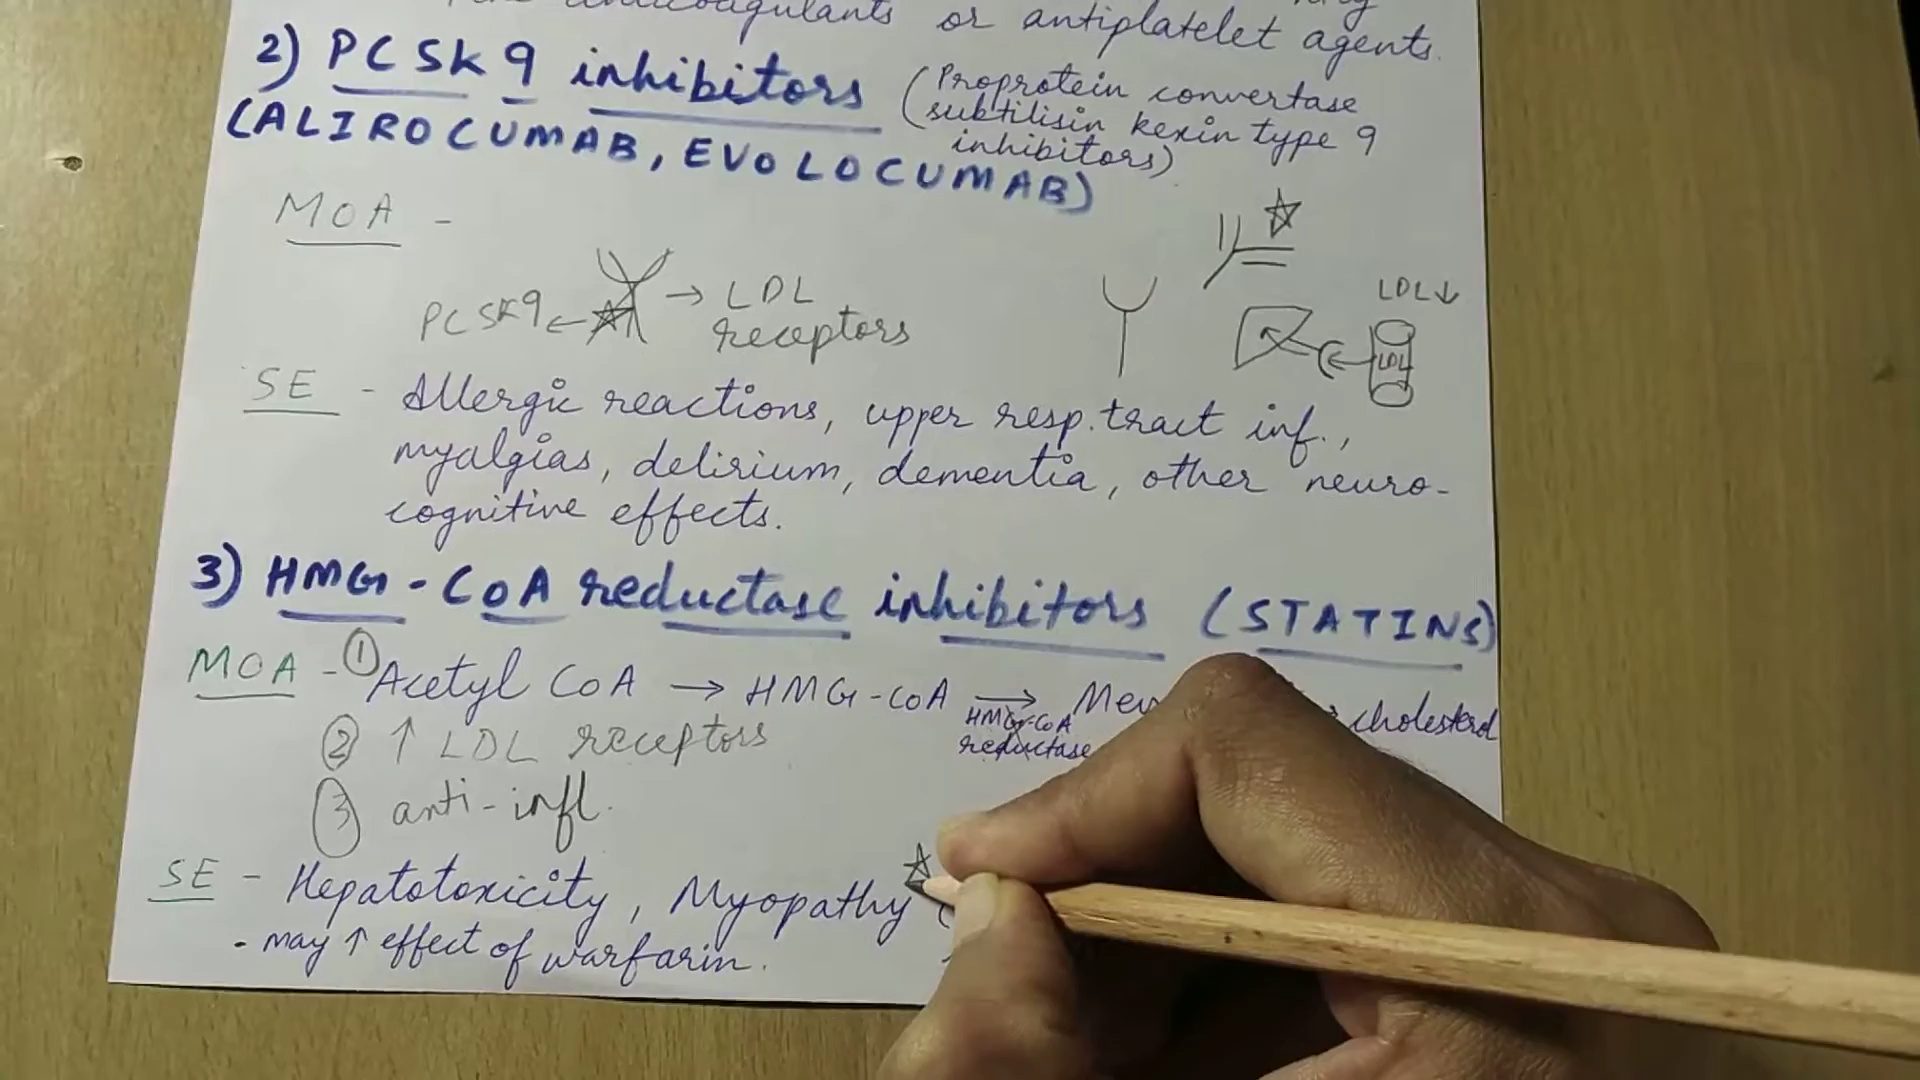 anticoagulants or antiplatelet agents.
2) PCSK9 inhibitors (Proprotein convertase
subtilisin kexin type 9
inhibitors)
(ALIROCUMAB, EVOLOCUMAB)
MOA -
LDL↓
PCSK9 ← → LDL
receptors
LDL
SE - Allergic reactions, upper resp. tract inf.,
myalgias, delirium, dementia, other neuro-
cognitive effects.
3) HMG-CoA reductase inhibitors (STATINS)
MOA - ① Acetyl CoA → HMG-CoA → Mev → cholesterol
HMG-CoA
reductase
② ↑ LDL receptors
③ anti-infl.
SE - Hepatotoxicity, Myopathy (
- may ↑ effect of warfarin.